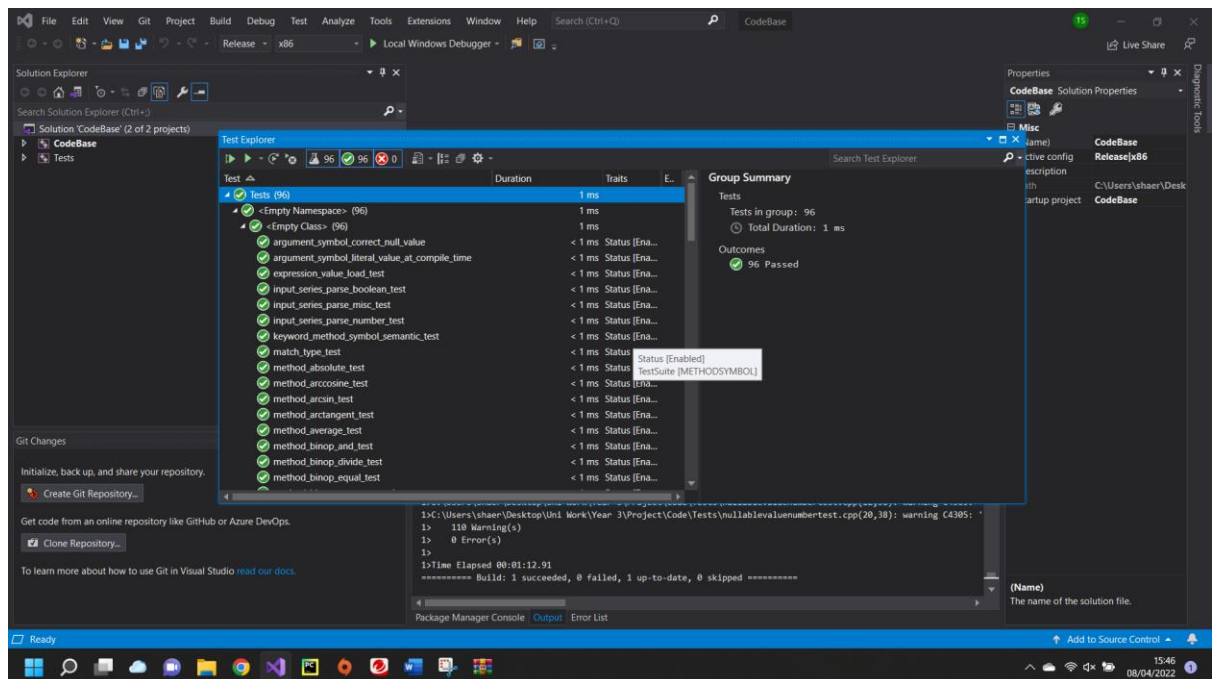 File Edit View Git Project Build Debug Test Analyze Tools Extensions Window Help Search (Ctrl+Q) CodeBase TS
Release x86 Local Windows Debugger Live Share
Solution Explorer
Search Solution Explorer (Ctrl+;)
Solution 'CodeBase' (2 of 2 projects)
CodeBase
Tests
Test Explorer
96 96 0 Search Test Explorer
Test Duration Traits E..
Tests (96) 1 ms
<Empty Namespace> (96) 1 ms
<Empty Class> (96) 1 ms
argument_symbol_correct_null_value < 1 ms Status [Ena...
argument_symbol_literal_value_at_compile_time < 1 ms Status [Ena...
expression_value_load_test < 1 ms Status [Ena...
input_series_parse_boolean_test < 1 ms Status [Ena...
input_series_parse_misc_test < 1 ms Status [Ena...
input_series_parse_number_test < 1 ms Status [Ena...
keyword_method_symbol_semantic_test < 1 ms Status [Ena...
match_type_test < 1 ms Status
method_absolute_test < 1 ms Status
method_arccosine_test < 1 ms Status [Ena...
method_arcsin_test < 1 ms Status [Ena...
method_arctangent_test < 1 ms Status [Ena...
method_average_test < 1 ms Status [Ena...
method_binop_and_test < 1 ms Status [Ena...
method_binop_divide_test < 1 ms Status [Ena...
method_binop_equal_test < 1 ms Status [Ena...
Status [Enabled]
TestSuite [METHODSYMBOL]
Group Summary
Tests
Tests in group: 96
Total Duration: 1 ms
Outcomes
96 Passed
Properties
CodeBase Solution Properties
Misc
Name) CodeBase
ctive config Release|x86
escription
ath C:\Users\shaer\Desk
artup project CodeBase
Diagnostic Tools
Git Changes
Initialize, back up, and share your repository.
Create Git Repository...
Get code from an online repository like GitHub or Azure DevOps.
Clone Repository...
To learn more about how to use Git in Visual Studio read our docs.
1>C:\Users\shaer\Desktop\Uni Work\Year 3\Project\Code\Tests\nullablevaluenumbertest.cpp(20,38): warning C4305: '
1> 110 Warning(s)
1> 0 Error(s)
1>
1>Time Elapsed 00:01:12.91
========== Build: 1 succeeded, 0 failed, 1 up-to-date, 0 skipped ==========
Package Manager Console Output Error List
(Name)
The name of the solution file.
Ready Add to Source Control
15:46
08/04/2022
1